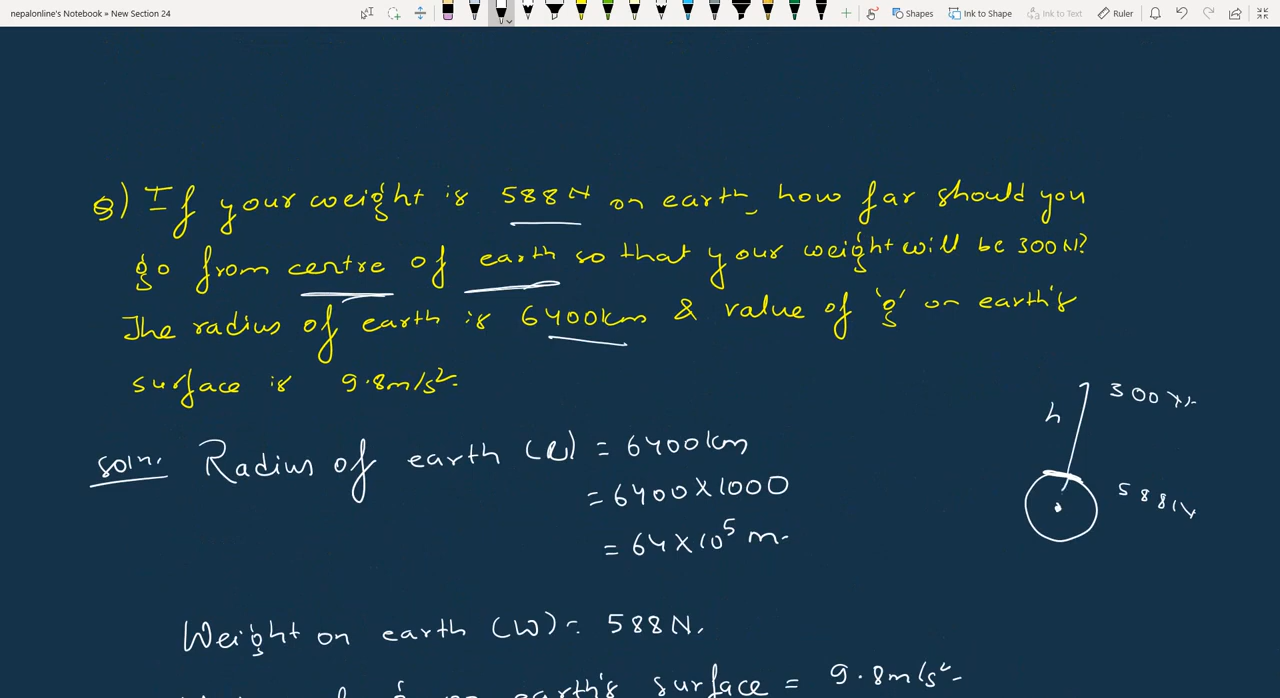 nepalonline's Notebook » New Section 24
Shapes
Ink to Shape
Ink to Text
Ruler
Q) If your weight is 588N on earth, how far should you
go from centre of earth so that your weight will be 300N?
The radius of earth is 6400km & value of 'g' on earth's
surface is 9.8m/s².
300N
h
588N
soln. Radius of earth (R) = 6400km
= 6400×1000
= 64×10⁵ m.
Weight on earth (W) = 588N.
earth's surface = 9.8m/s².